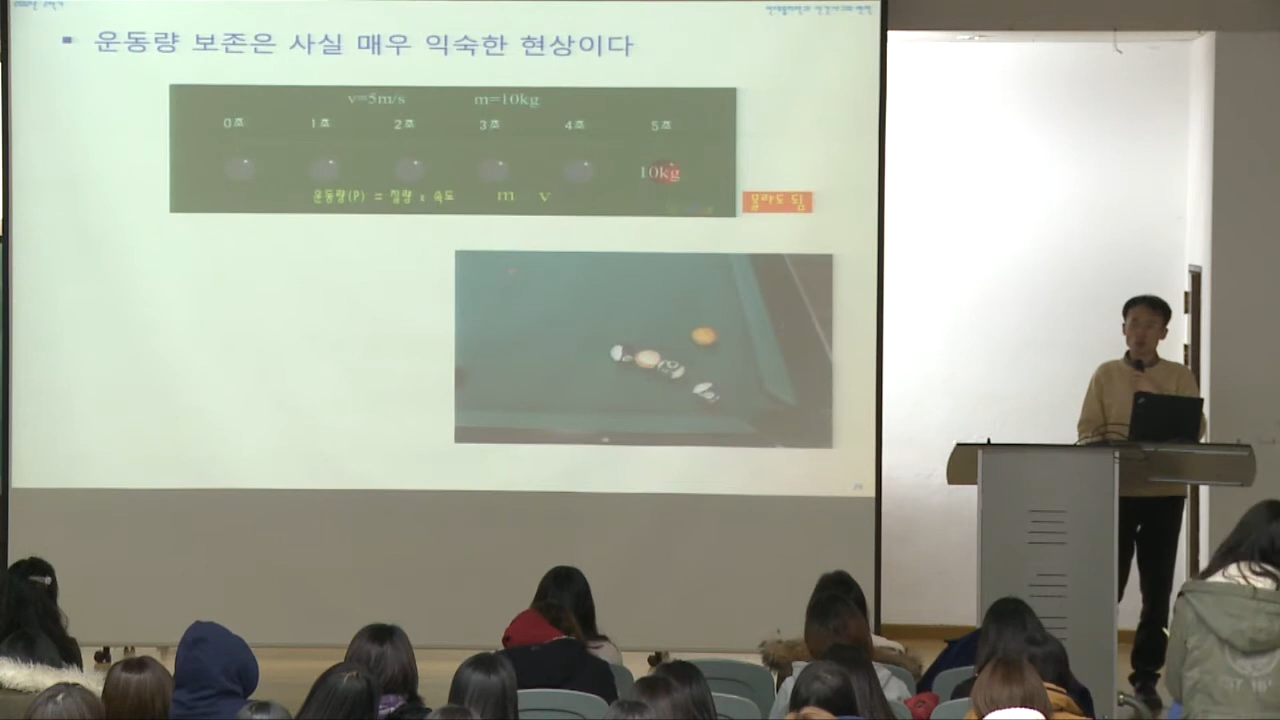 ▪ 운동량 보존은 사실 매우 익숙한 현상이다
v=5m/s m=10kg
0초 1초 2초 3초 4초 5초
10kg
운동량(P) = 질량 x 속도 m v
몰라도 됨